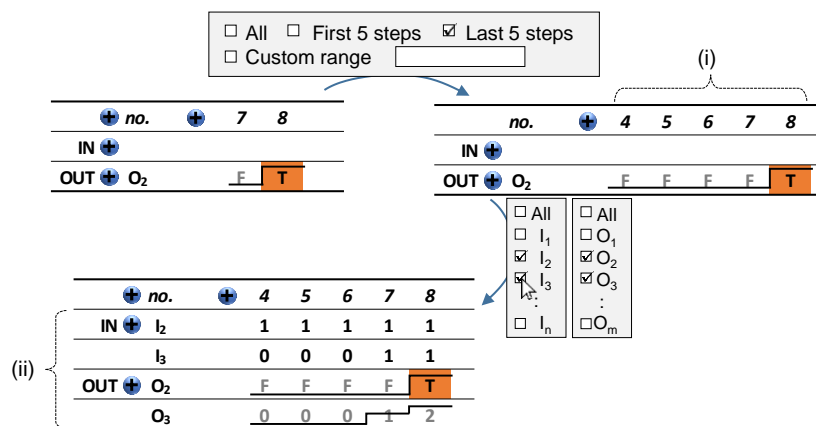 All First 5 steps Last 5 steps
Custom range
(i)
no. 7 8
IN
OUT O2 F T
no. 4 5 6 7 8
IN
OUT O2 F F F F T
All
I1
I2
I3
:
In
All
O1
O2
O3
:
Om
(ii)
no. 4 5 6 7 8
IN I2 1 1 1 1 1
I3 0 0 0 1 1
OUT O2 F F F F T
O3 0 0 0 1 2